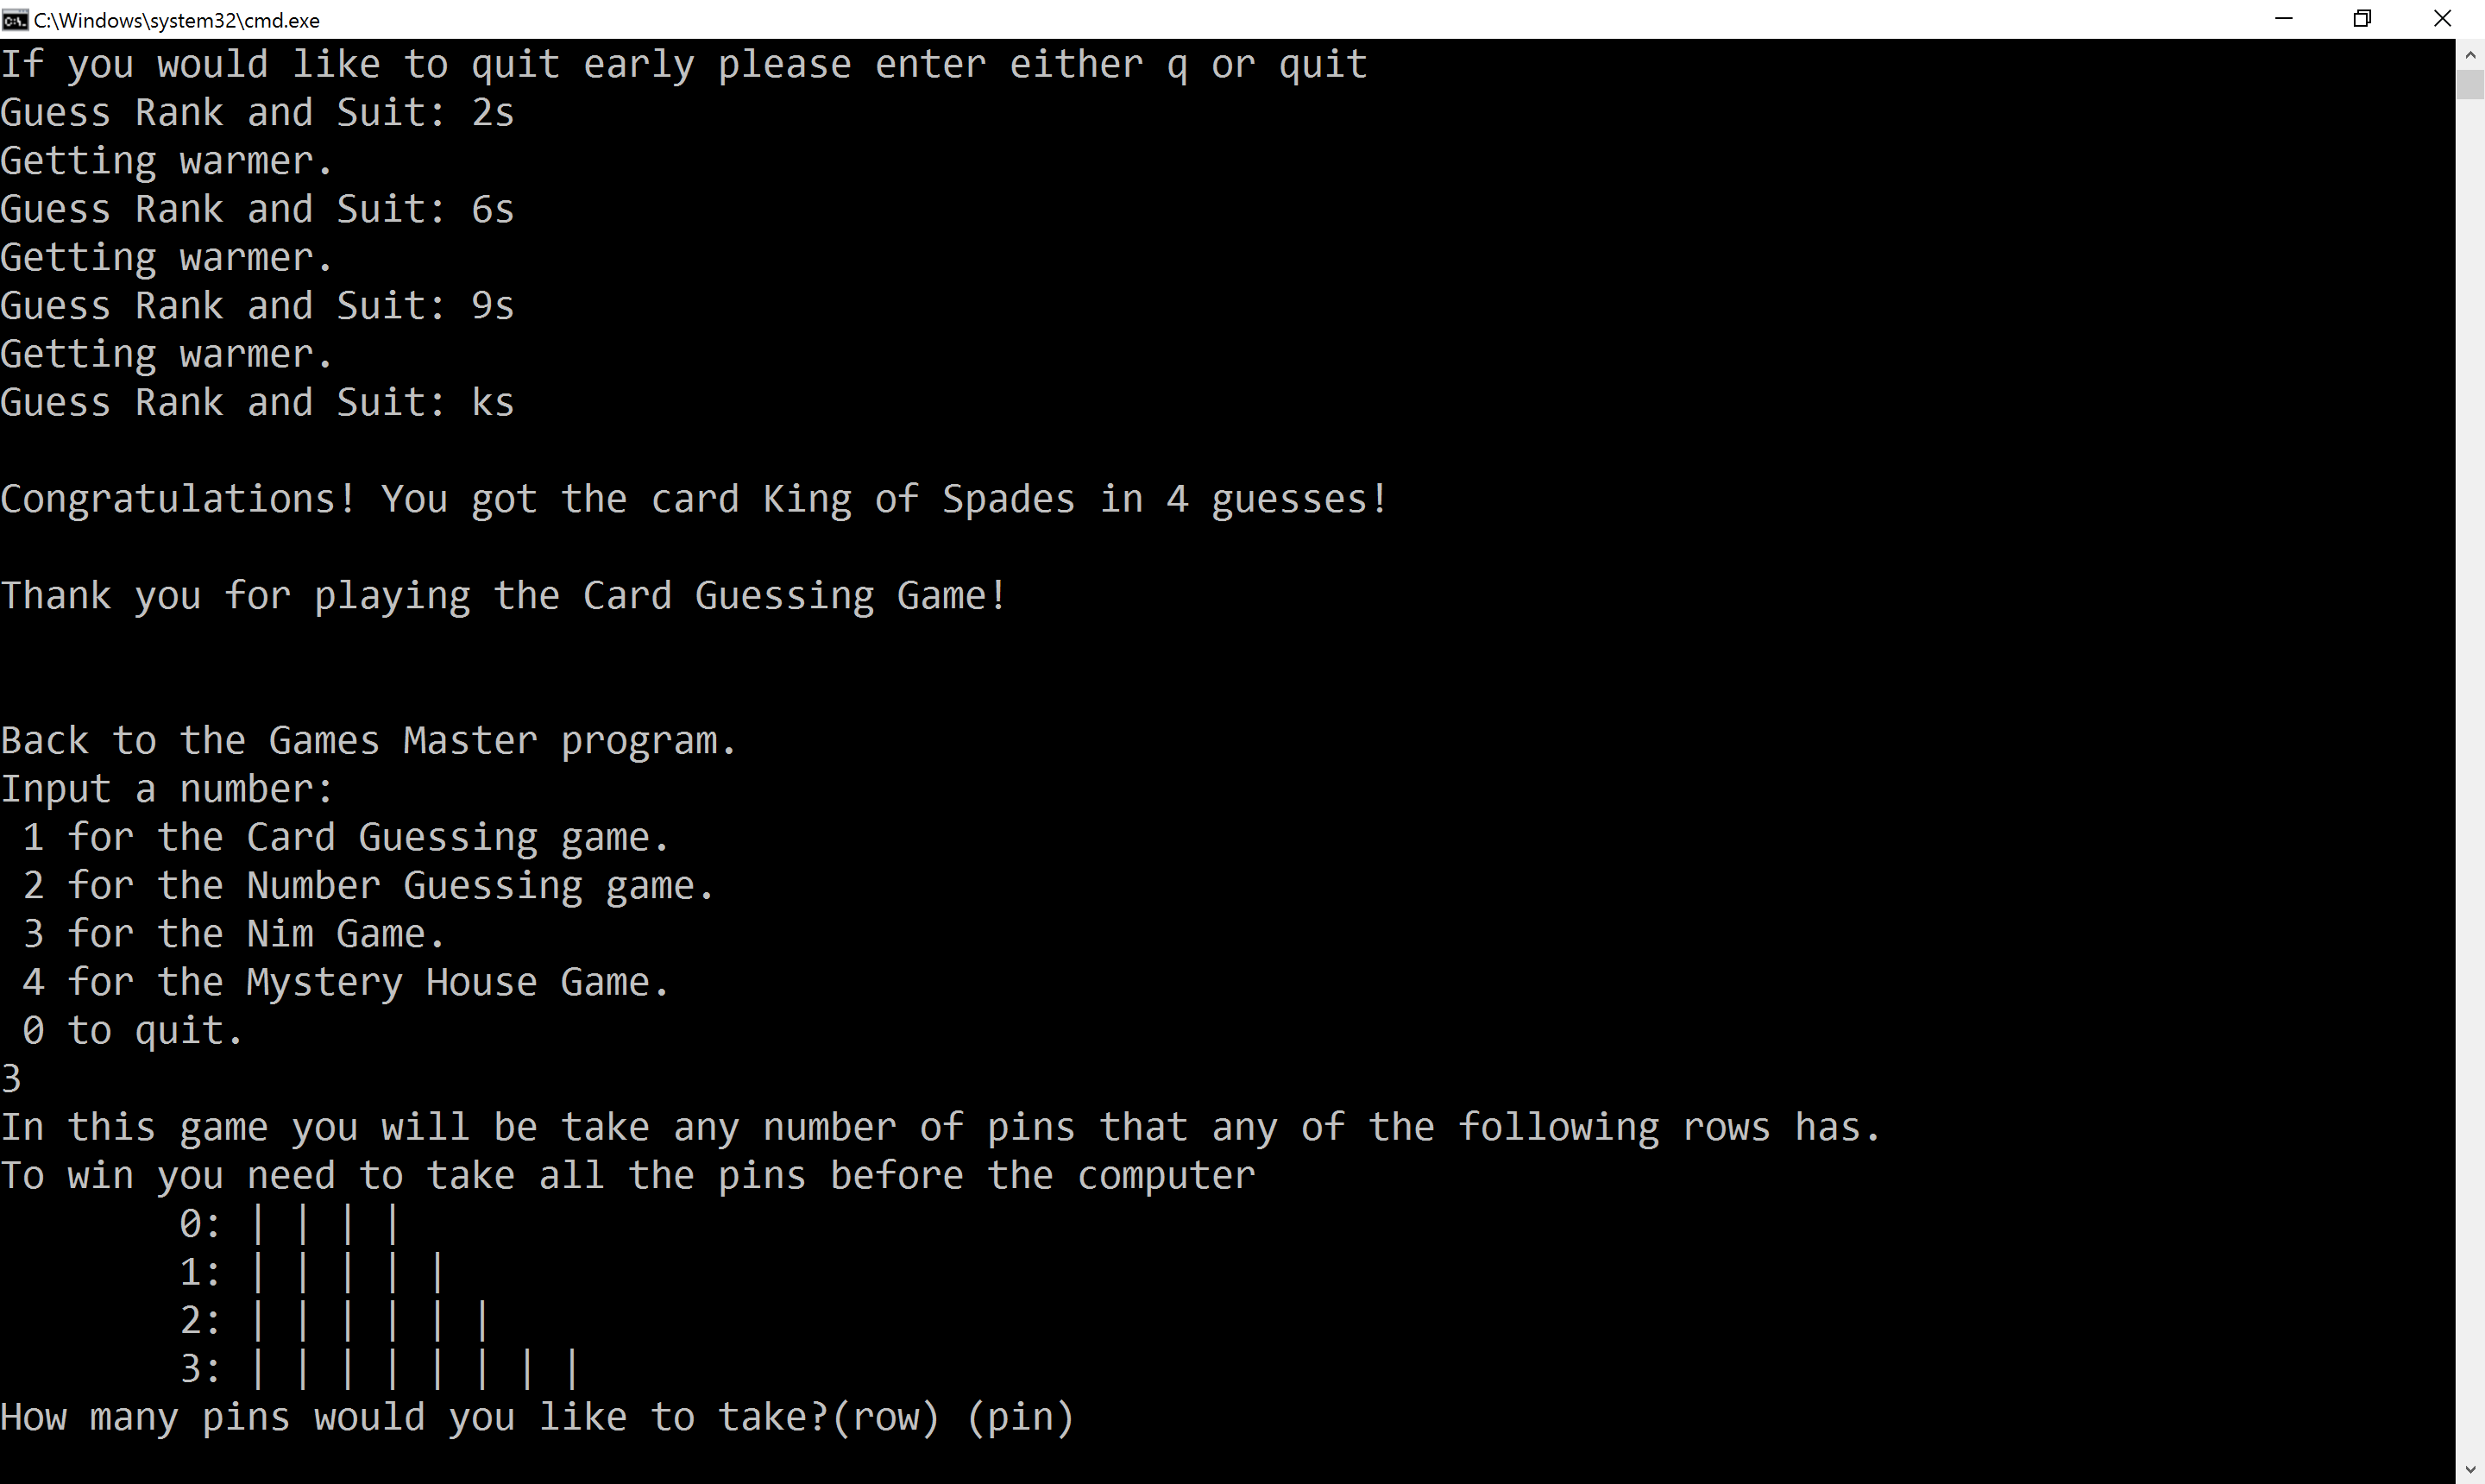 C:\Windows\system32\cmd.exe
If you would like to quit early please enter either q or quit
Guess Rank and Suit: 2s
Getting warmer.
Guess Rank and Suit: 6s
Getting warmer.
Guess Rank and Suit: 9s
Getting warmer.
Guess Rank and Suit: ks
Congratulations! You got the card King of Spades in 4 guesses!
Thank you for playing the Card Guessing Game!
Back to the Games Master program.
Input a number:
1 for the Card Guessing game.
2 for the Number Guessing game.
3 for the Nim Game.
4 for the Mystery House Game.
0 to quit.
3
In this game you will be take any number of pins that any of the following rows has.
To win you need to take all the pins before the computer
0: | | | |
1: | | | | |
2: | | | | | |
3: | | | | | | | |
How many pins would you like to take?(row) (pin)